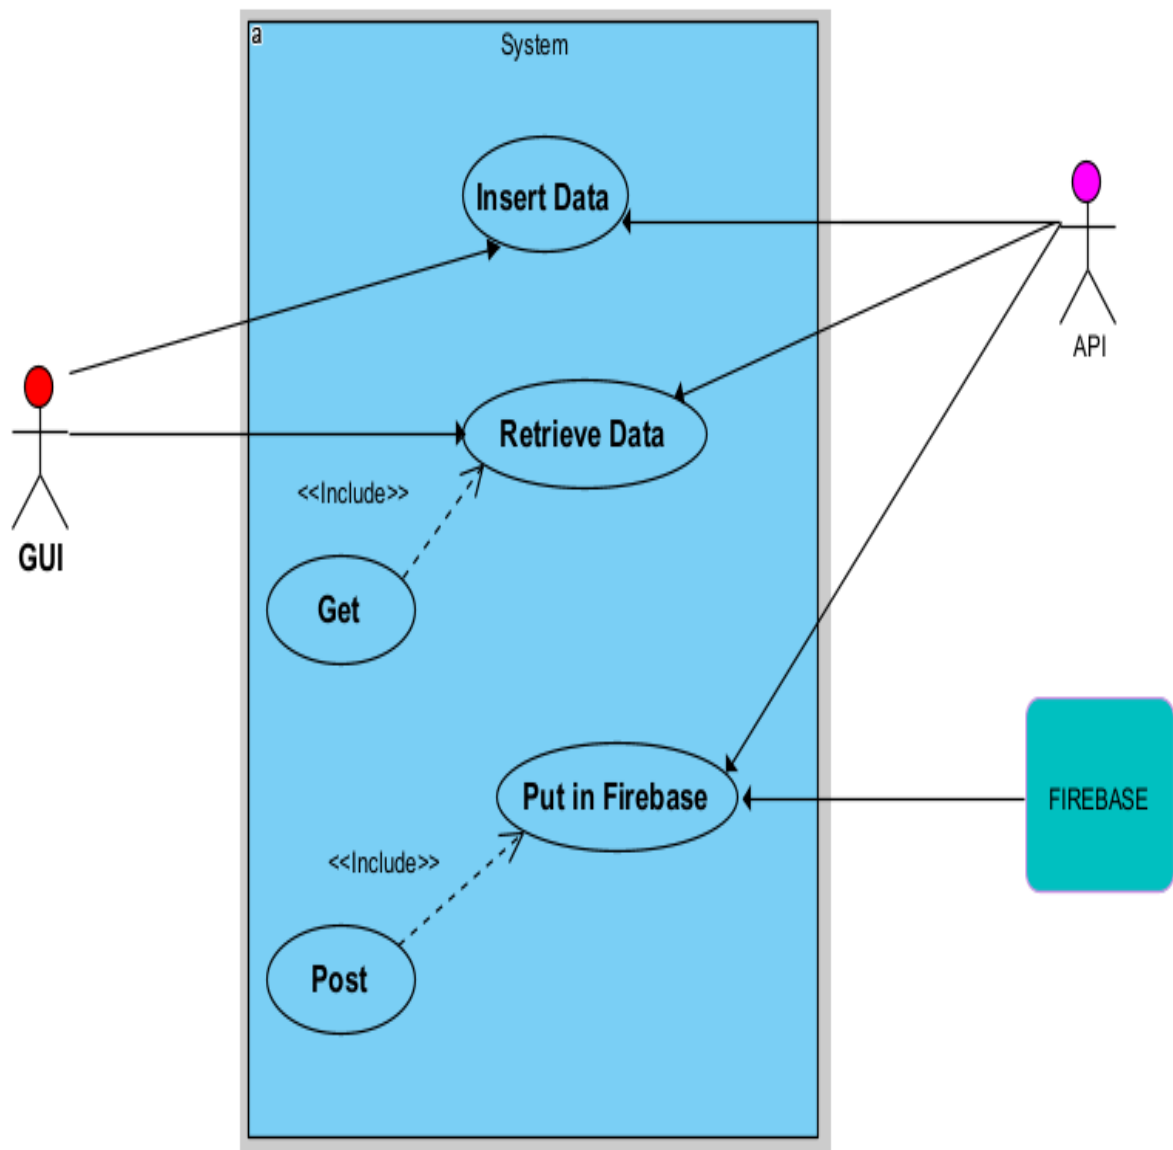 a
System
Insert Data
API
Retrieve Data
<<Include>>
GUI
Get
Put in Firebase
FIREBASE
<<Include>>
Post